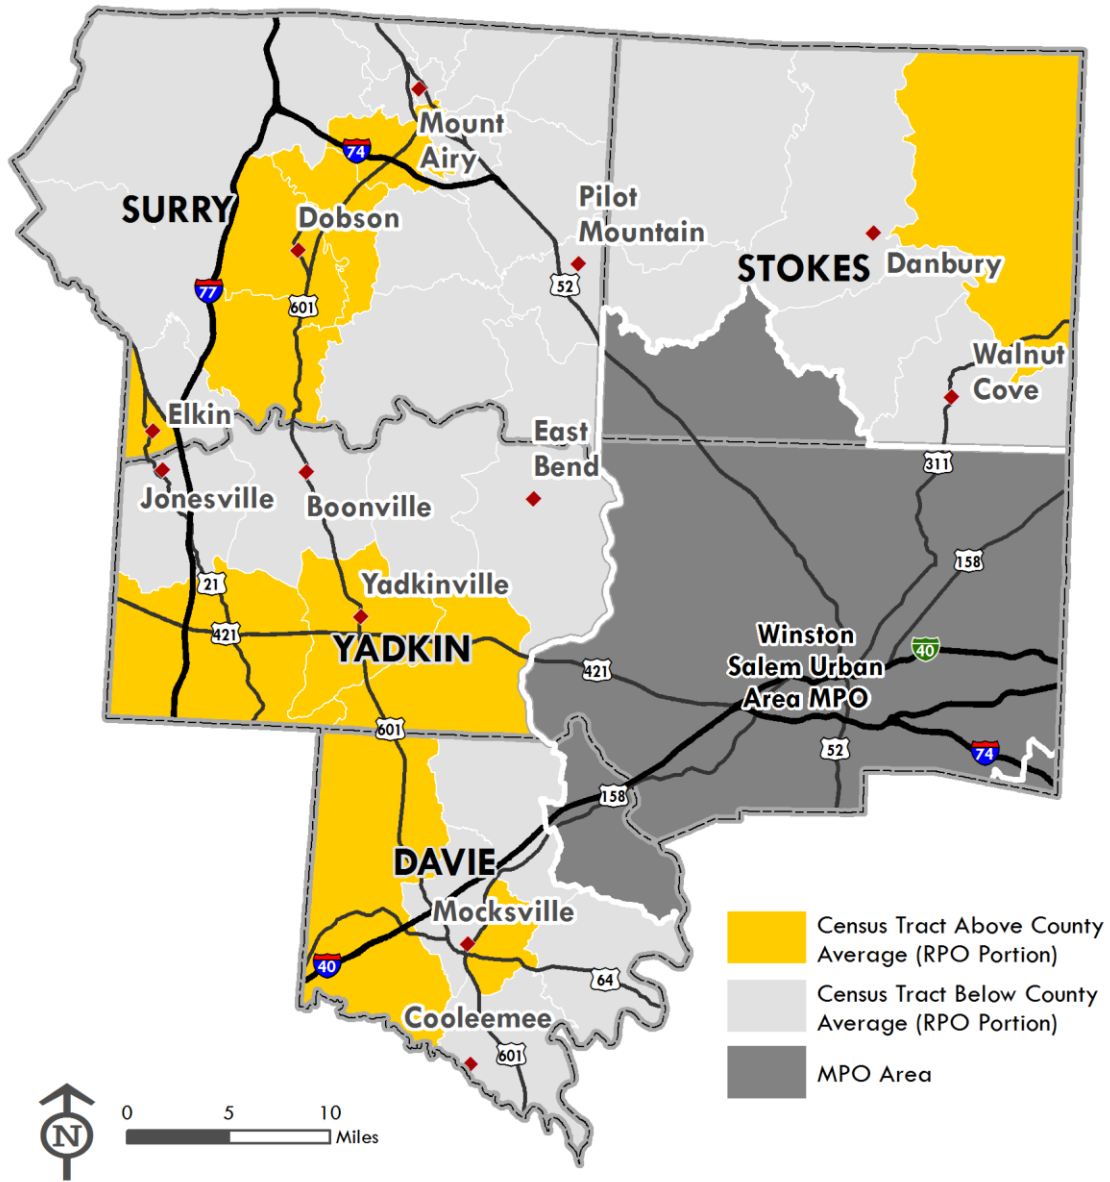 Mount
Airy
74
SURRY
Dobson
Pilot
Mountain
STOKES
Danbury
77
601
52
Walnut
Cove
Elkin
East
Bend
Jonesville
Boonville
311
21
Yadkinville
158
421
YADKIN
Winston
Salem Urban
Area MPO
40
421
601
52
74
158
DAVIE
Mocksville
40
64
Cooleemee
601
Census Tract Above County
Average (RPO Portion)
Census Tract Below County
Average (RPO Portion)
MPO Area
N
0 5 10
Miles